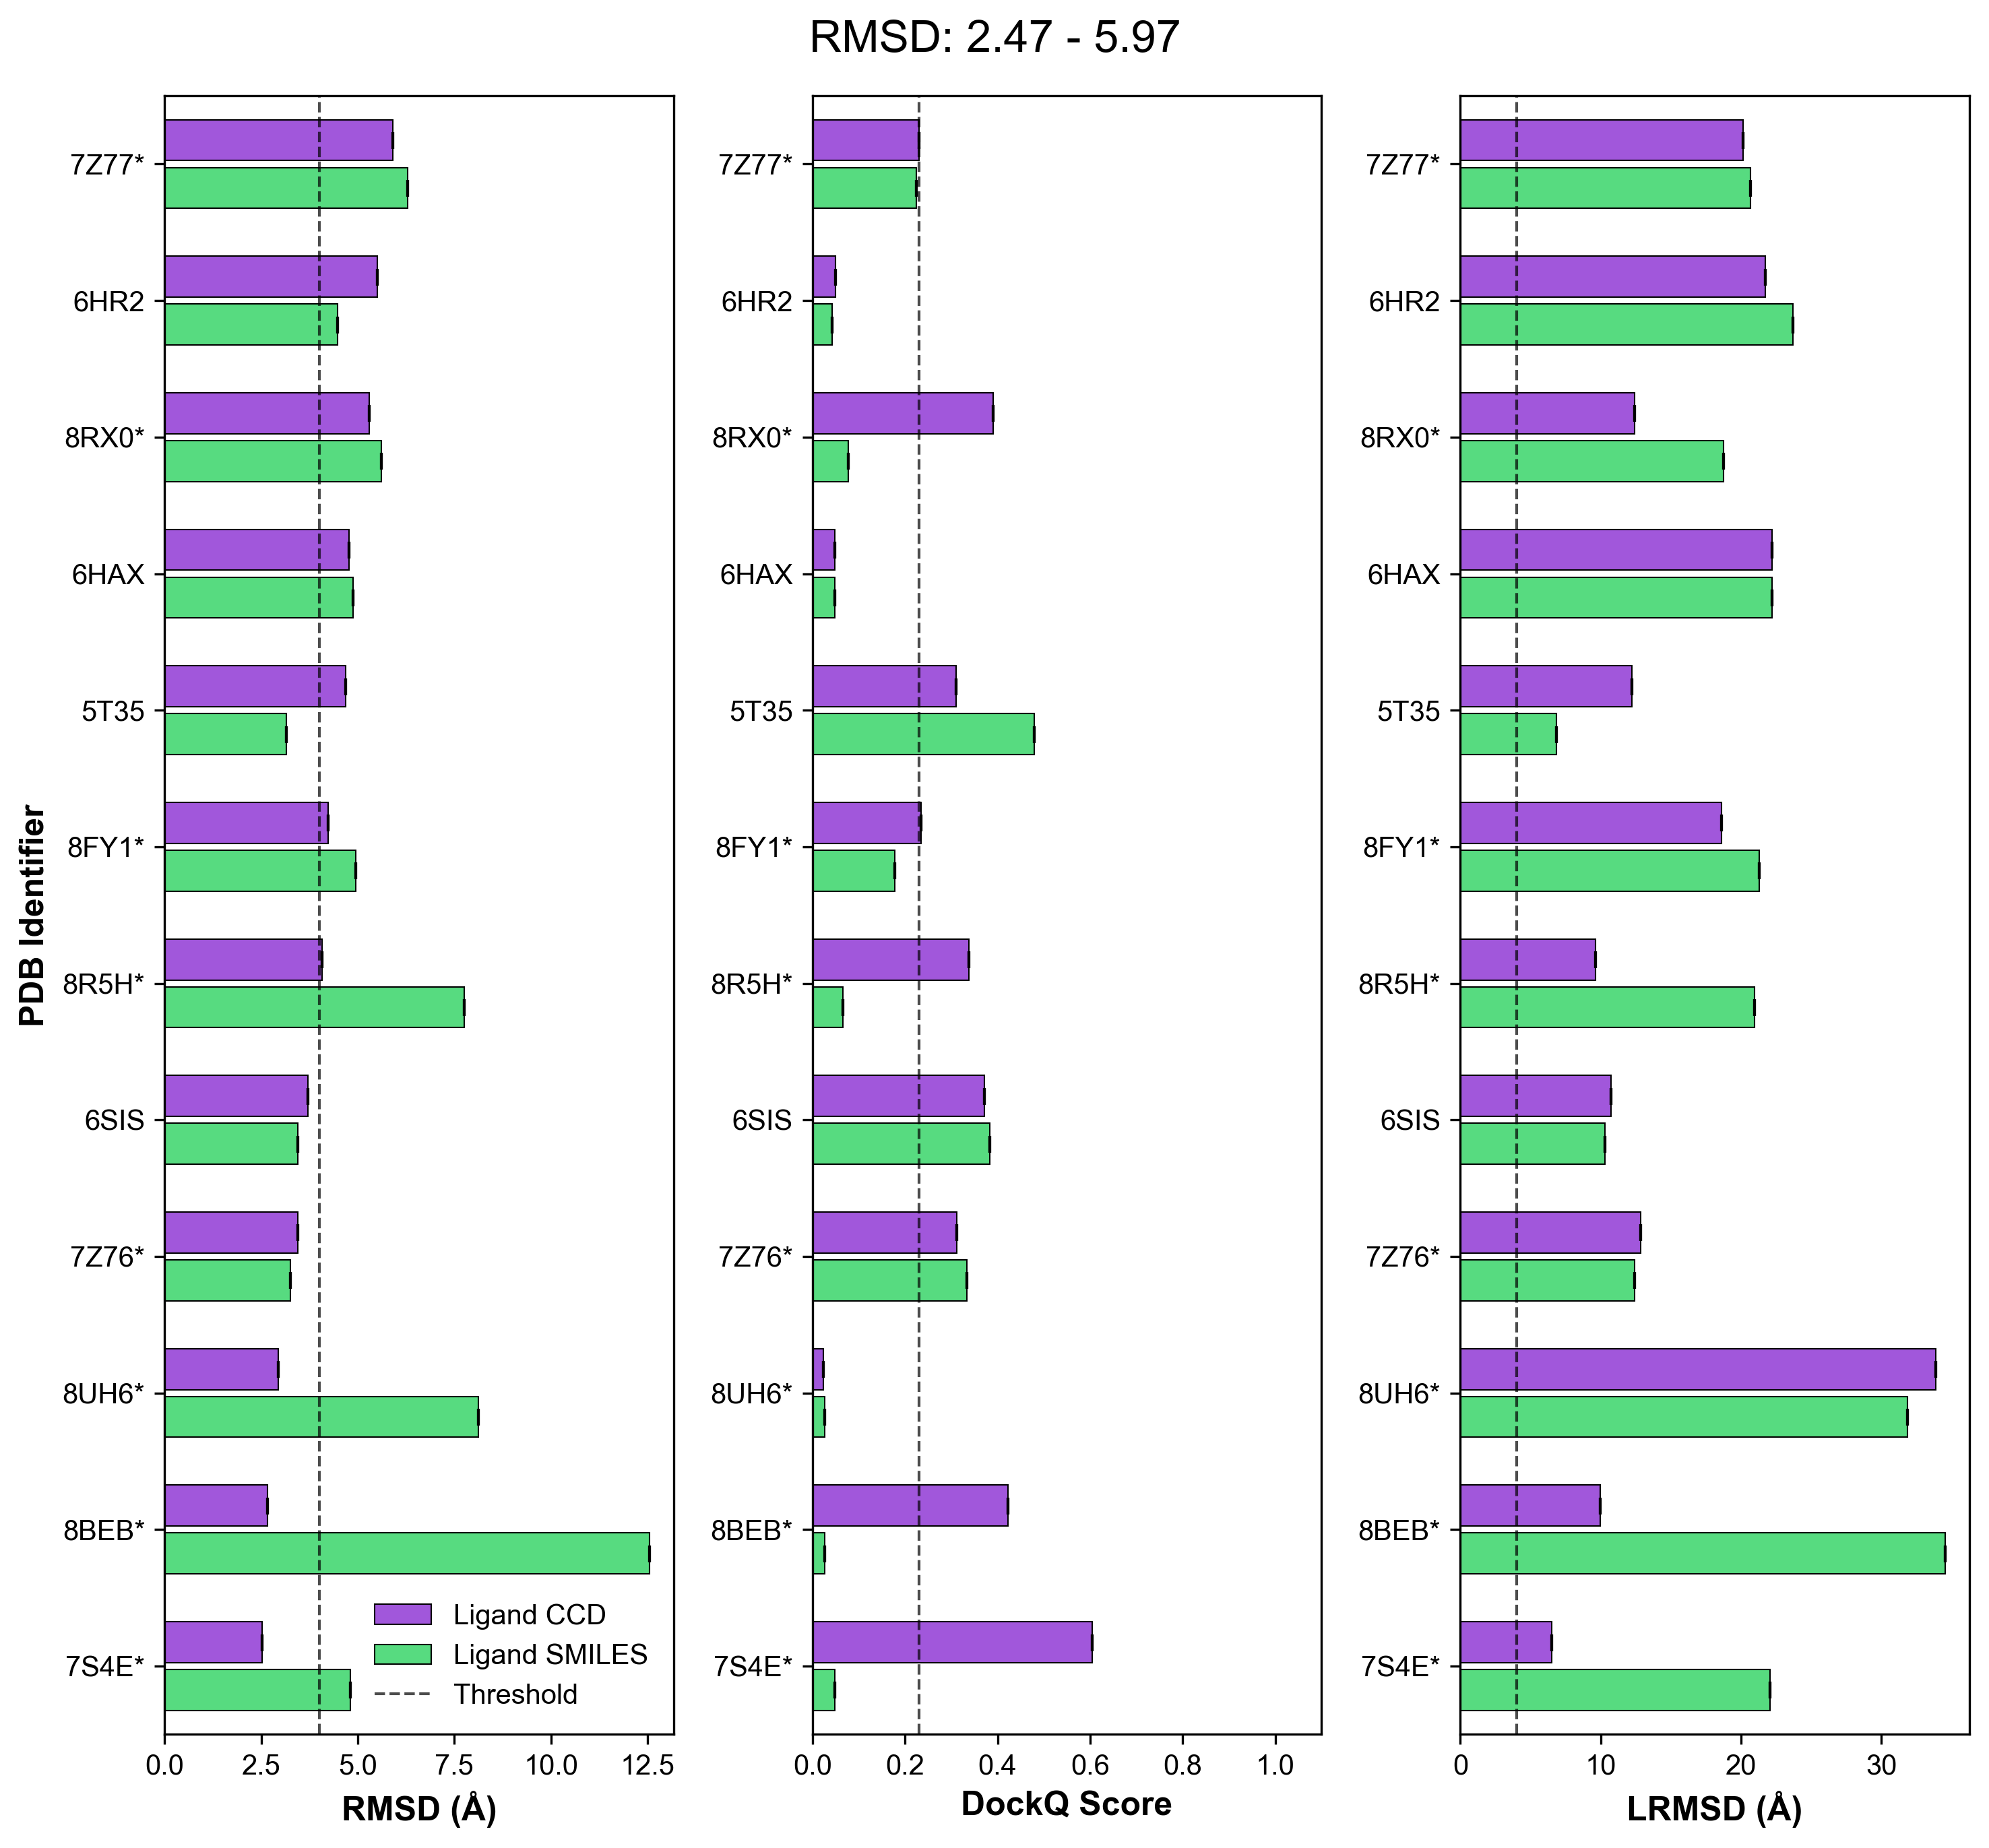 RMSD: 2.47 - 5.97
PDB Identifier
7Z77*
6HR2
8RX0*
6HAX
5T35
8FY1*
8R5H*
6SIS
7Z76*
8UH6*
8BEB*
7S4E*
Ligand CCD
Ligand SMILES
Threshold
0.0 2.5 5.0 7.5 10.0 12.5
RMSD (Å)
7Z77*
6HR2
8RX0*
6HAX
5T35
8FY1*
8R5H*
6SIS
7Z76*
8UH6*
8BEB*
7S4E*
0.0 0.2 0.4 0.6 0.8 1.0
DockQ Score
7Z77*
6HR2
8RX0*
6HAX
5T35
8FY1*
8R5H*
6SIS
7Z76*
8UH6*
8BEB*
7S4E*
0 10 20 30
LRMSD (Å)